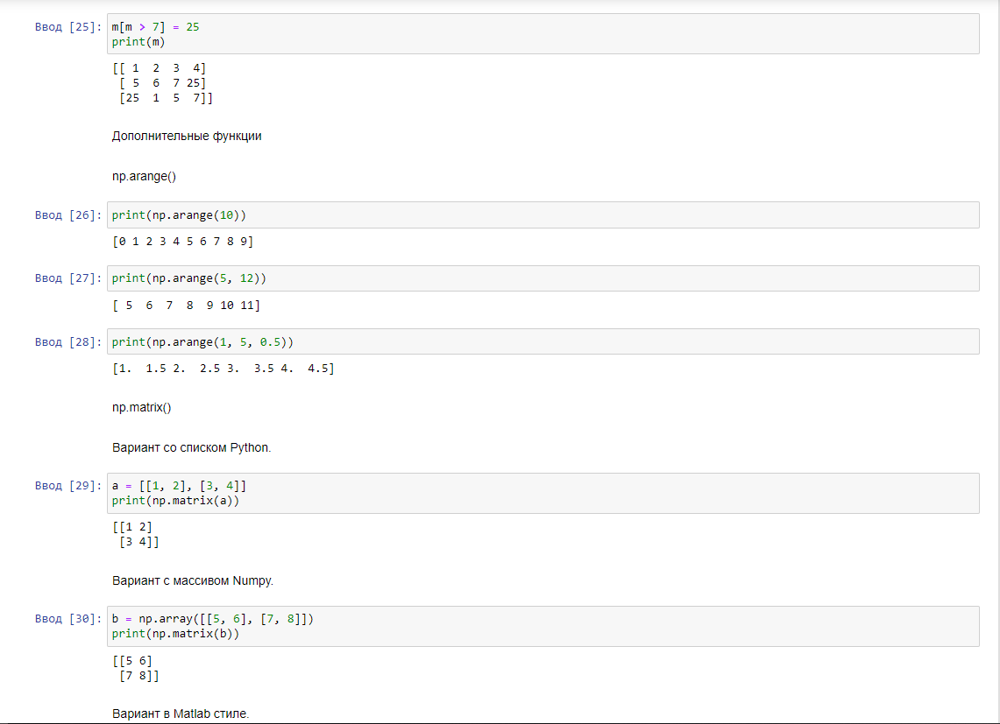 Ввод [25]: m[m > 7] = 25
print(m)
[[ 1  2  3  4]
 [ 5  6  7 25]
 [25  1  5  7]]
Дополнительные функции
np.arange()
Ввод [26]: print(np.arange(10))
[0 1 2 3 4 5 6 7 8 9]
Ввод [27]: print(np.arange(5, 12))
[ 5  6  7  8  9 10 11]
Ввод [28]: print(np.arange(1, 5, 0.5))
[1.  1.5 2.  2.5 3.  3.5 4.  4.5]
np.matrix()
Вариант со списком Python.
Ввод [29]: a = [[1, 2], [3, 4]]
print(np.matrix(a))
[[1 2]
 [3 4]]
Вариант с массивом Numpy.
Ввод [30]: b = np.array([[5, 6], [7, 8]])
print(np.matrix(b))
[[5 6]
 [7 8]]
Вариант в Matlab стиле.